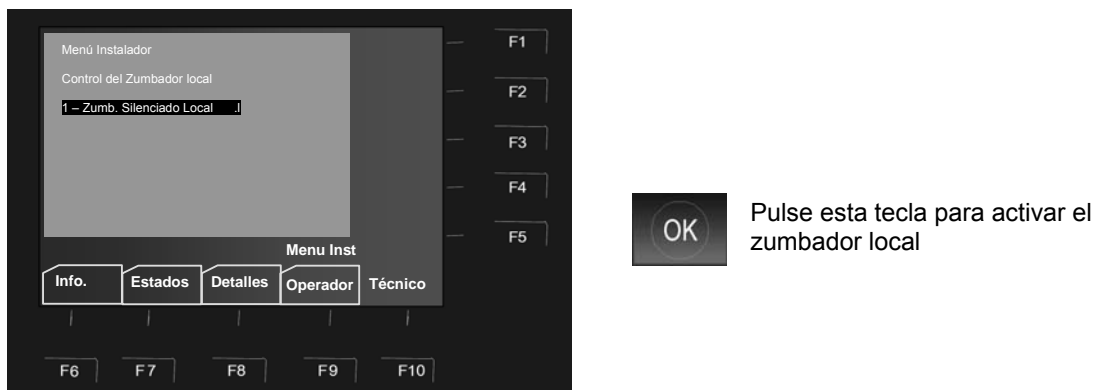 Menú Instalador
Control del Zumbador local
1 – Zumb. Silenciado Local .l
Menu Inst
Info. Estados Detalles Operador Técnico
F1
F2
F3
F4
F5
F6 F7 F8 F9 F10
OK
Pulse esta tecla para activar el
zumbador local